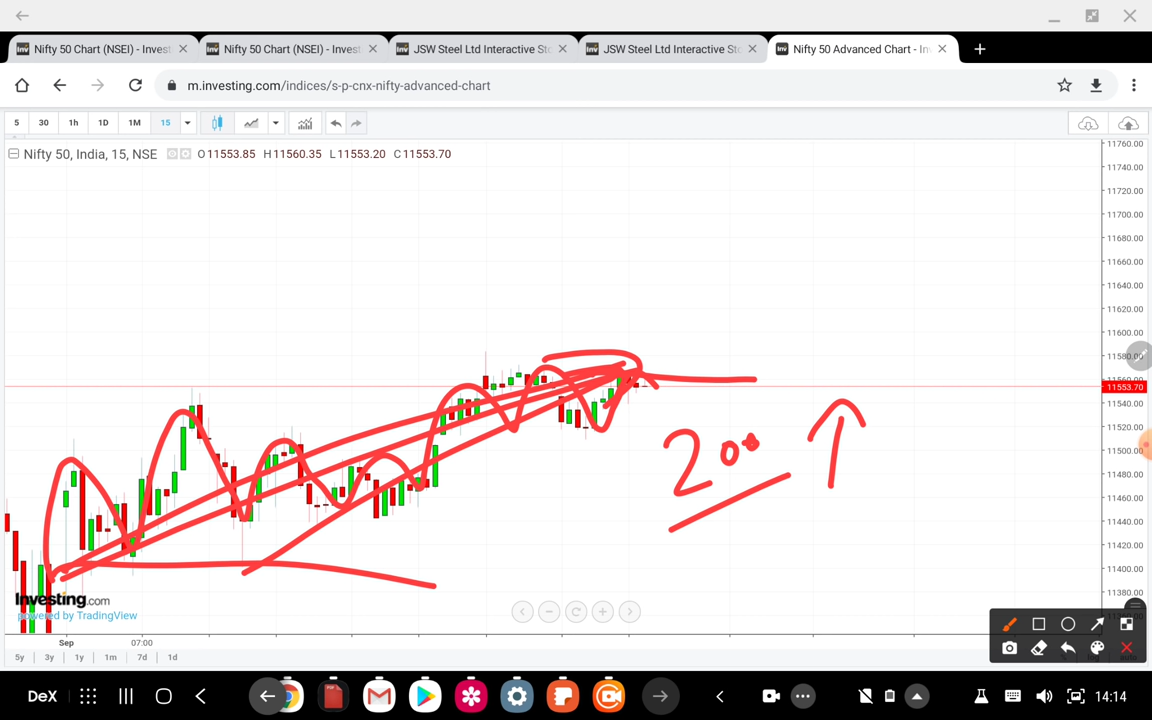 Nifty 50 Chart (NSEI) - Invest
Nifty 50 Chart (NSEI) - Invest
JSW Steel Ltd Interactive Sto
JSW Steel Ltd Interactive Sto
Nifty 50 Advanced Chart - In
m.investing.com/indices/s-p-cnx-nifty-advanced-chart
5 30 1h 1D 1M 15
Nifty 50, India, 15, NSE O11553.85 H11560.35 L11553.20 C11553.70
11760.00
11740.00
11720.00
11700.00
11680.00
11660.00
11640.00
11620.00
11600.00
11580.00
11553.70
11540.00
11520.00
11500.00
11480.00
11460.00
11440.00
11420.00
11400.00
11380.00
20°
Investing.com
powered by TradingView
Sep 07:00
5y 3y 1y 1m 7d 1d
DeX
14:14